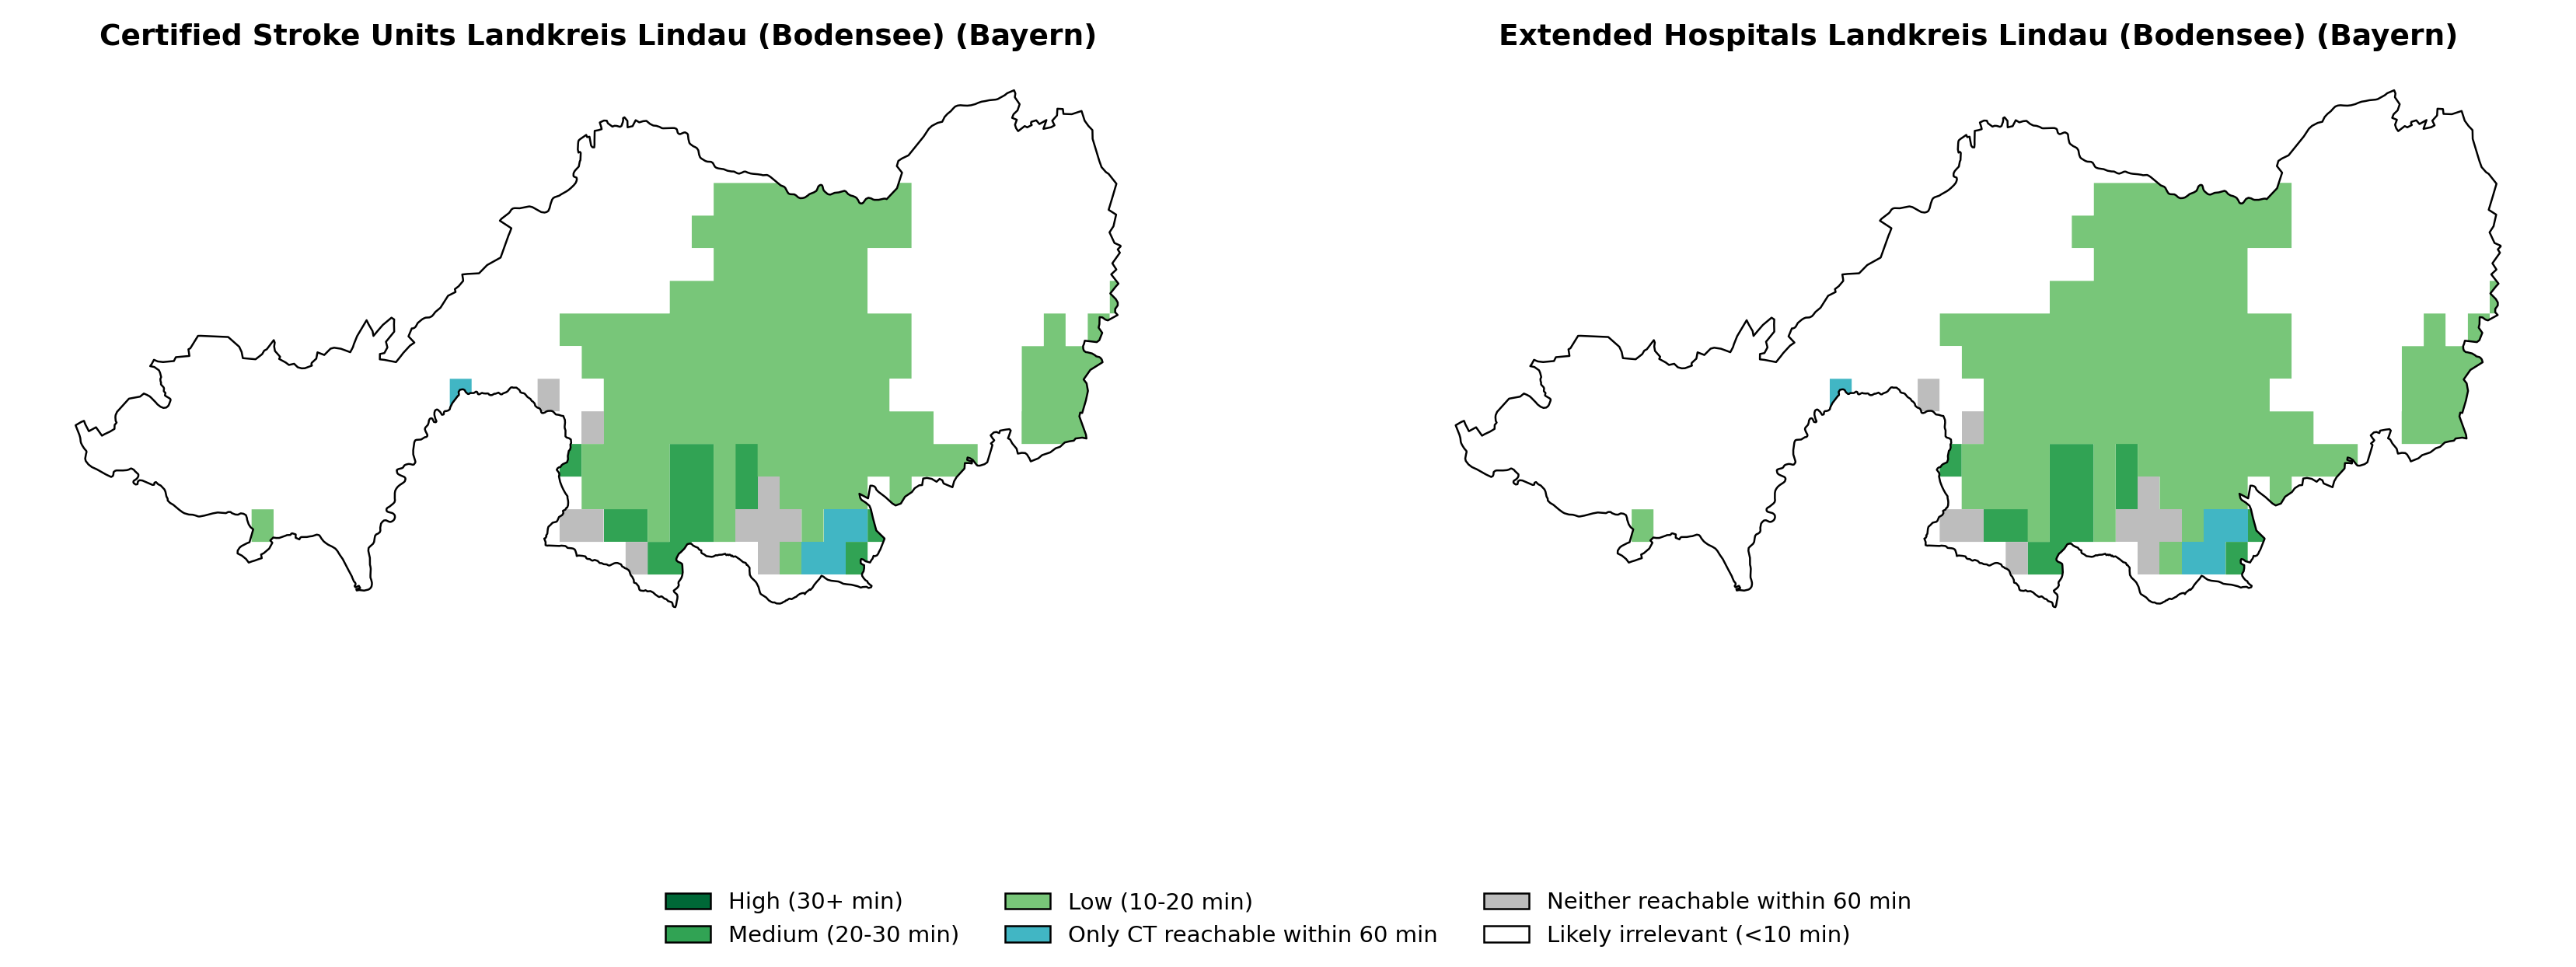 Certified Stroke Units Landkreis Lindau (Bodensee) (Bayern)
Extended Hospitals Landkreis Lindau (Bodensee) (Bayern)
High (30+ min)
Medium (20-30 min)
Low (10-20 min)
Only CT reachable within 60 min
Neither reachable within 60 min
Likely irrelevant (<10 min)